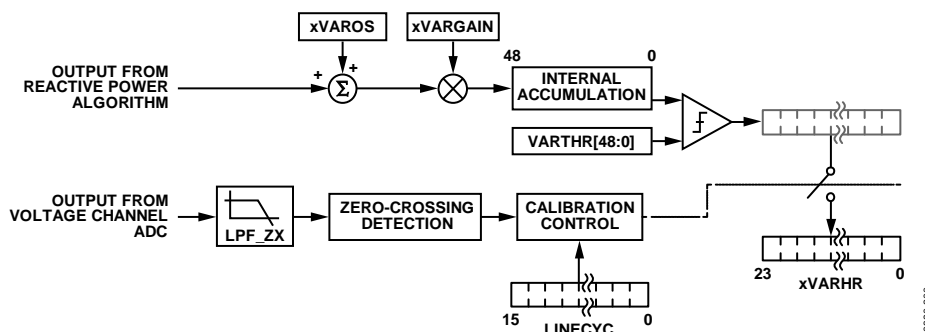 xVAROS
xVARGAIN
48
0
OUTPUT FROM
REACTIVE POWER
ALGORITHM
+
+
Σ
INTERNAL
ACCUMULATION
VARTHR[48:0]
OUTPUT FROM
VOLTAGE CHANNEL
ADC
LPF_ZX
ZERO-CROSSING
DETECTION
CALIBRATION
CONTROL
23
0
xVARHR
15
0
LINECYC